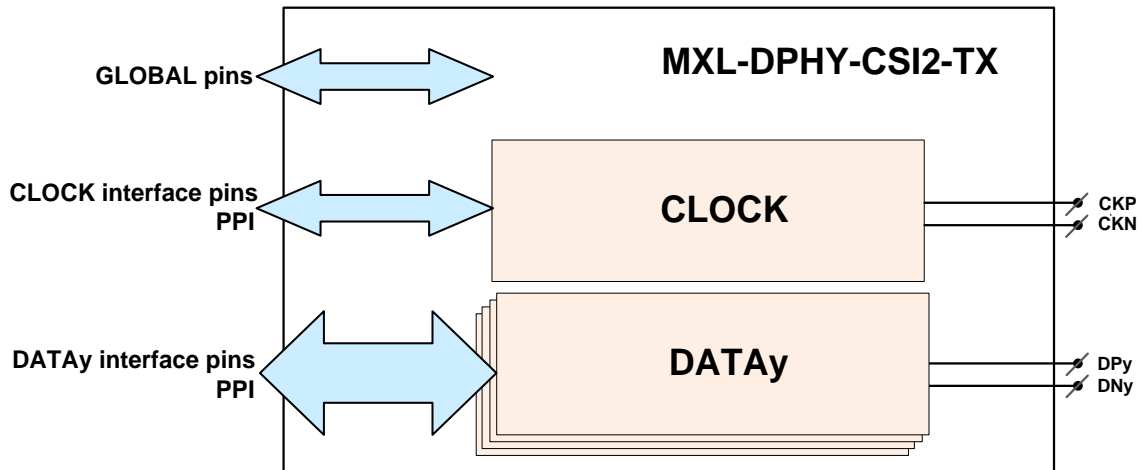 MXL-DPHY-CSI2-TX
GLOBAL pins
CLOCK interface pins
PPI
CLOCK
CKP
CKN
DATAy interface pins
PPI
DATAy
DPy
DNy